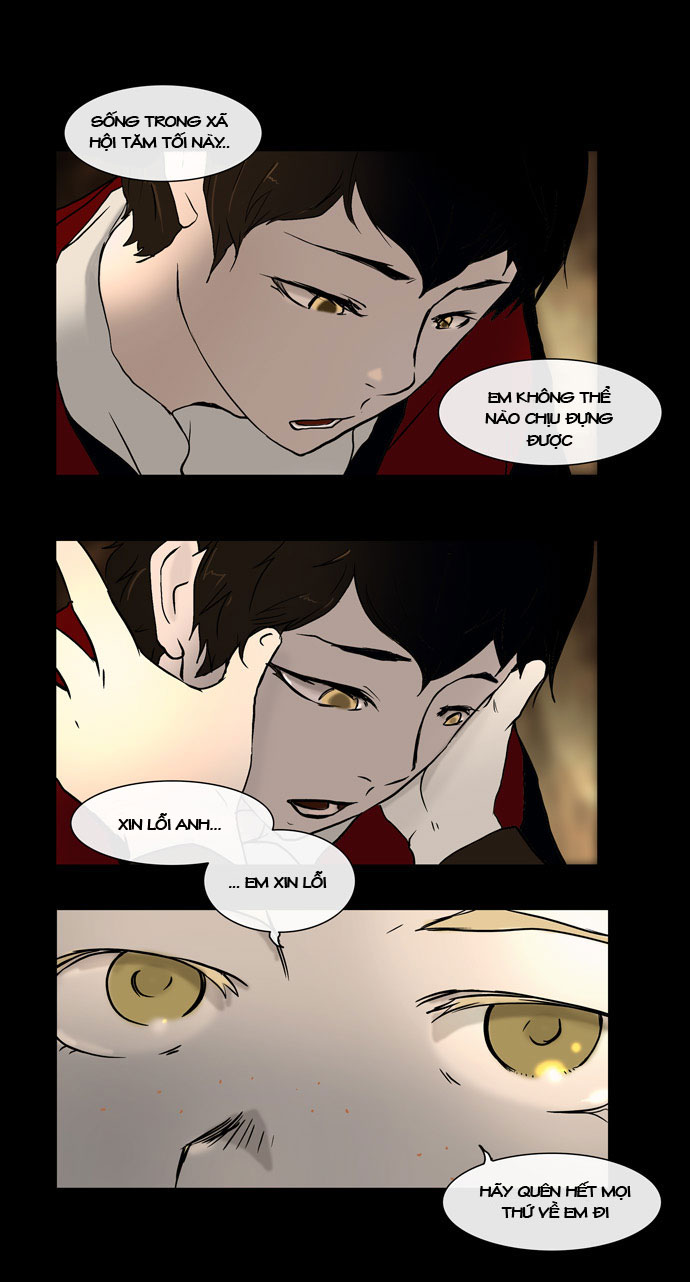 SỐNG TRONG XÃ
HỘI TĂM TỐI NÀY..
EM KHÔNG THỂ
NÀO CHỊU ĐỰNG
ĐƯỢC
XIN LỖI ANH...
... EM XIN LỖI
HÃY QUÊN HẾT MỌI
THỨ VỀ EM ĐI